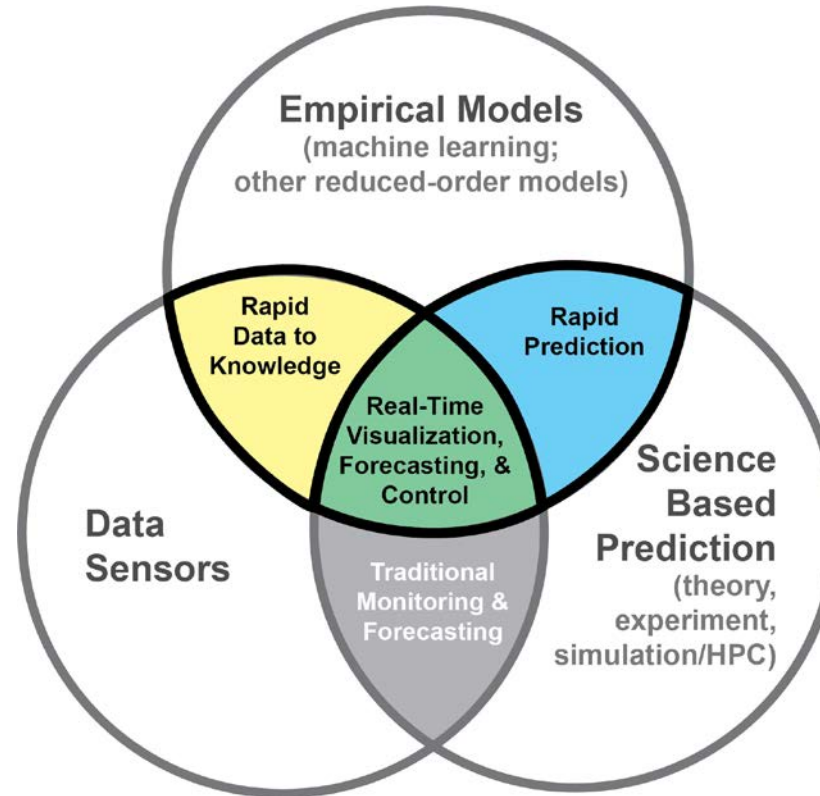 Empirical Models
(machine learning;
other reduced-order models)
Rapid
Data to
Knowledge
Rapid
Prediction
Real-Time
Visualization,
Forecasting, &
Control
Data
Sensors
Science
Based
Prediction
(theory,
experiment,
simulation/HPC)
Traditional
Monitoring &
Forecasting